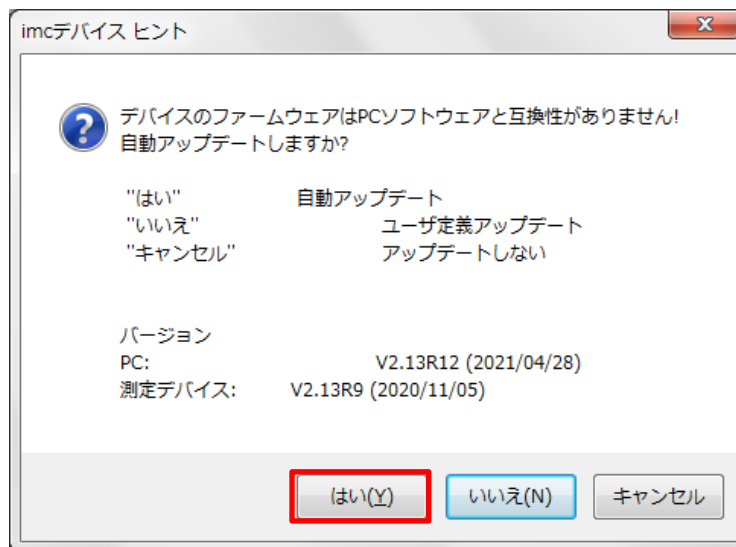 imcデバイス ヒント
デバイスのファームウェアはPCソフトウェアと互換性がありません!
自動アップデートしますか?
"はい" 自動アップデート
"いいえ" ユーザ定義アップデート
"キャンセル" アップデートしない
バージョン
PC: V2.13R12 (2021/04/28)
測定デバイス: V2.13R9 (2020/11/05)
はい(Y) いいえ(N) キャンセル